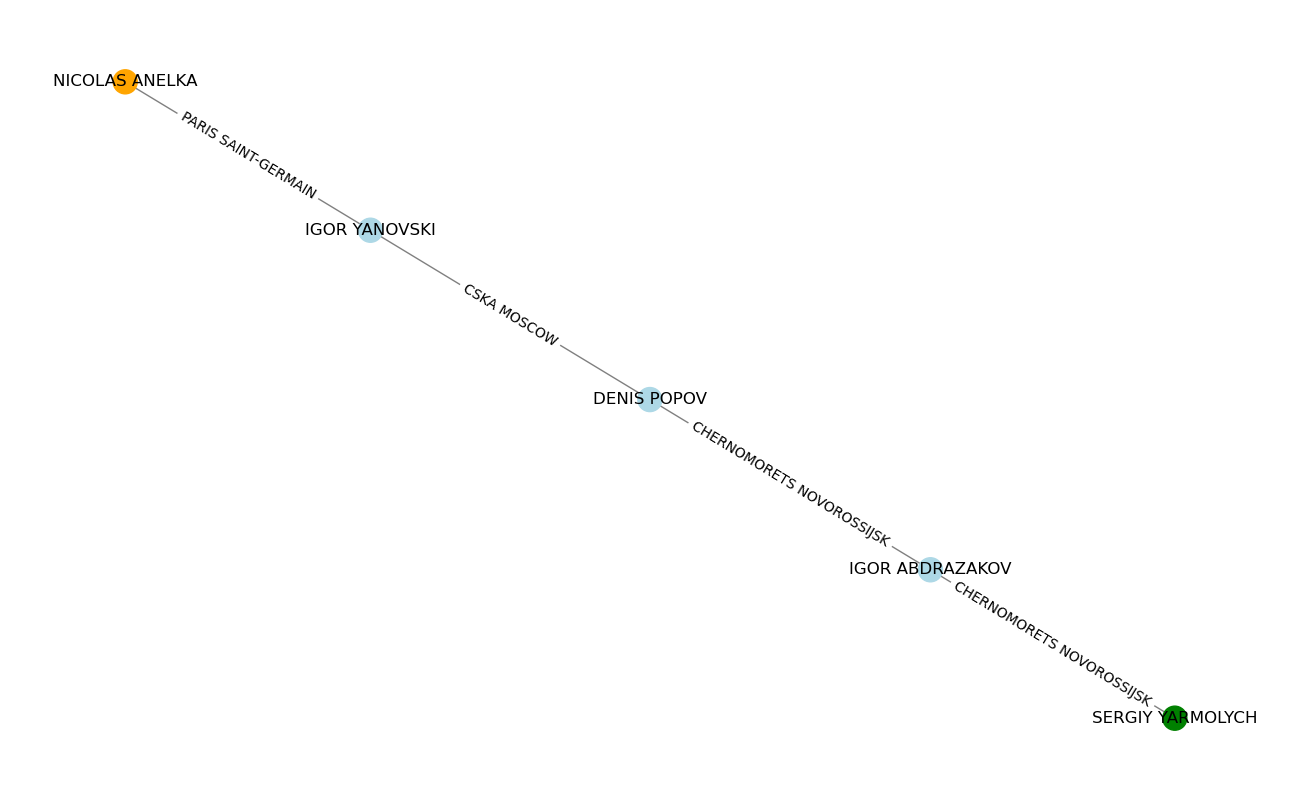 NICOLAS ANELKA
PARIS SAINT-GERMAIN
IGOR YANOVSKI
CSKA MOSCOW
DENIS POPOV
CHERNOMORETS NOVOROSSIJSK
IGOR ABDRAZAKOV
CHERNOMORETS NOVOROSSIJSK
SERGIY YARMOLYCH